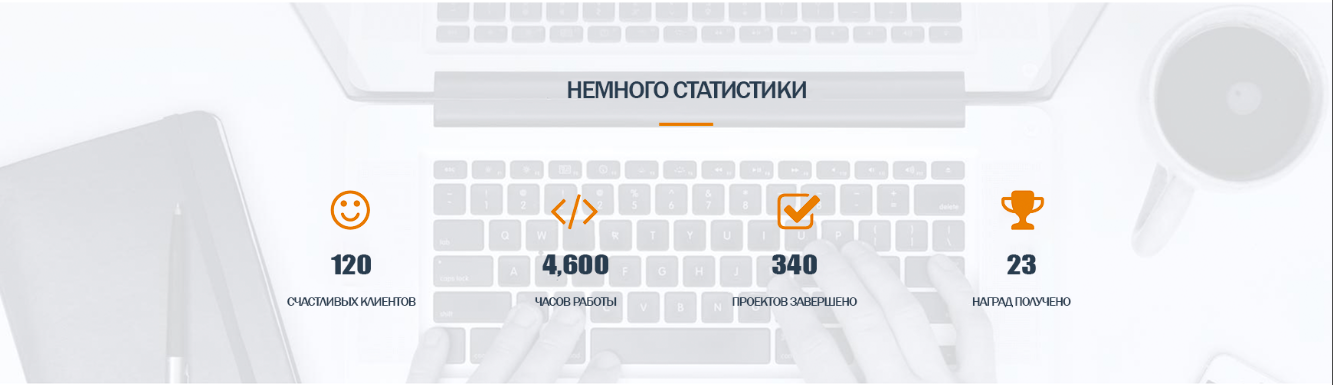 НЕМНОГО СТАТИСТИКИ
120
4,600
340
23
СЧАСТЛИВЫХ КЛИЕНТОВ
ЧАСОВ РАБОТЫ
ПРОЕКТОВ ЗАВЕРШЕНО
НАГРАД ПОЛУЧЕНО